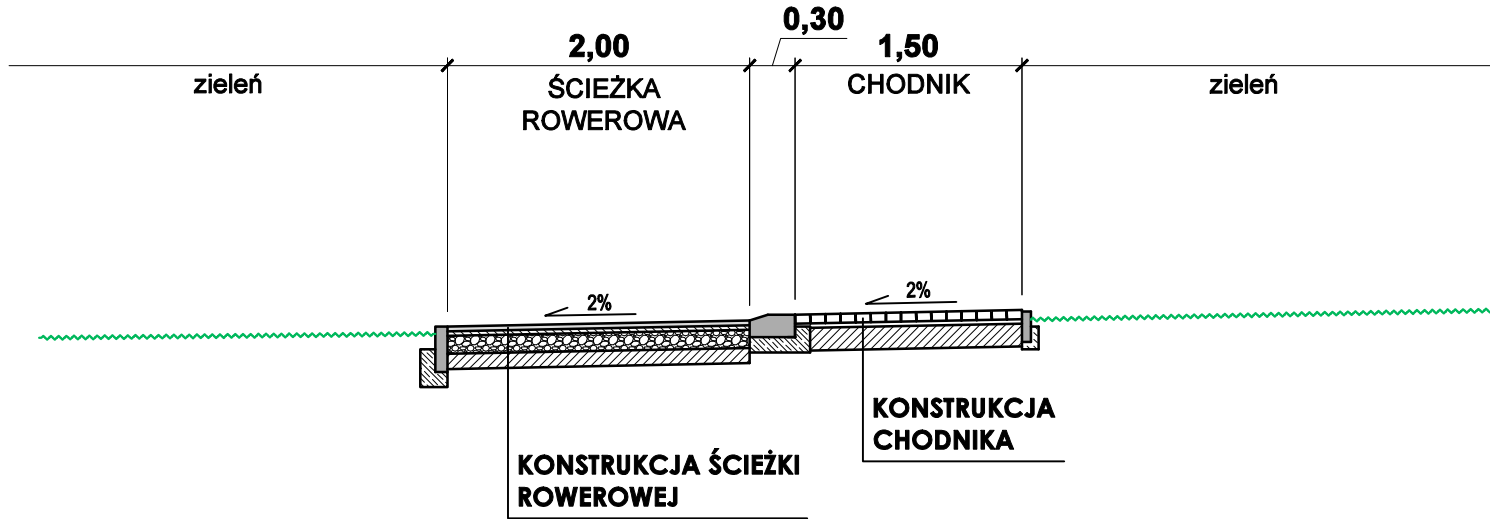 0,30
2,00
1,50
zieleń
ŚCIEŻKA
ROWEROWA
CHODNIK
zieleń
2%
2%
KONSTRUKCJA
CHODNIKA
KONSTRUKCJA ŚCIEŻKI
ROWEROWEJ